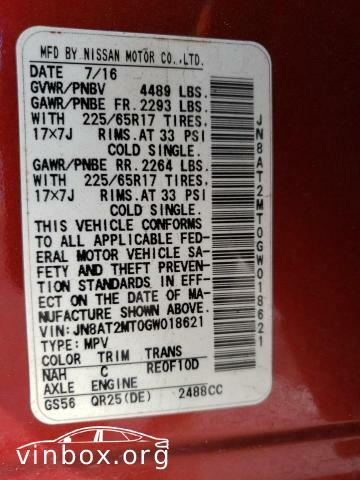 MFD BY NISSAN MOTOR CO.,LTD.
DATE 7/16
GVWR/PNBV 4489 LBS.
GAWR/PNBE FR. 2293 LBS.
WITH 225/65R17 TIRES,
17×7J RIMS.AT 33 PSI
COLD SINGLE.
GAWR/PNBE RR. 2264 LBS.
WITH 225/65R17 TIRES,
17×7J RIMS.AT 33 PSI
COLD SINGLE.
THIS VEHICLE CONFORMS
TO ALL APPLICABLE FED-
ERAL MOTOR VEHICLE SA-
FETY AND THEFT PREVEN-
TION STANDARDS IN EFF-
ECT ON THE DATE OF MA-
NUFACTURE SHOWN ABOVE.
VIN: JN8AT2MT0GW018621
TYPE: MPV
COLOR TRIM TRANS
NAH C RE0F10D
AXLE ENGINE
GS56 QR25(DE) 2488CC
JN8AT2MT0GW018621
vinbox.org